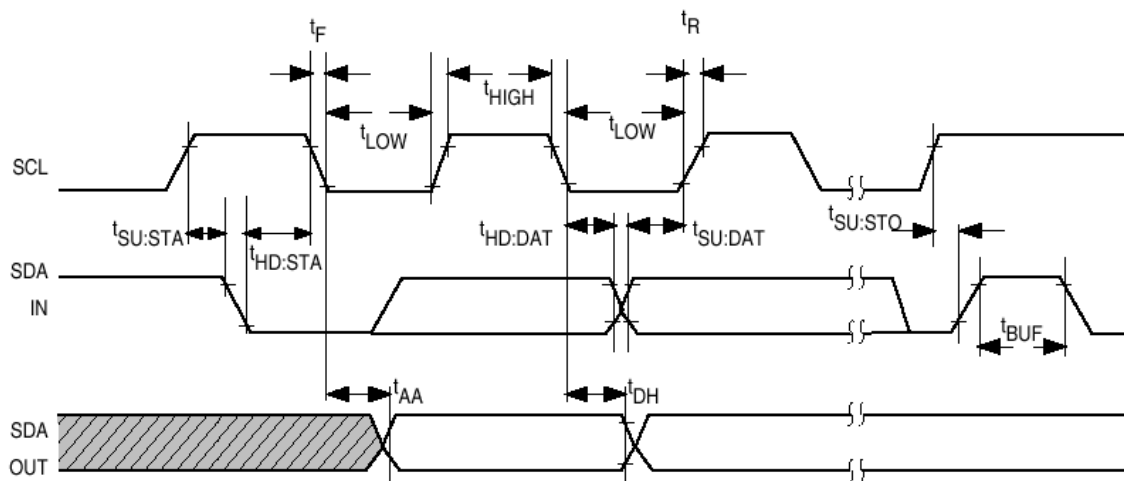 tF
tR
tHIGH
tLOW
tLOW
SCL
tSU:STA
tHD:STA
tHD:DAT
tSU:DAT
tSU:STO
SDA
IN
tBUF
tAA
tDH
SDA
OUT